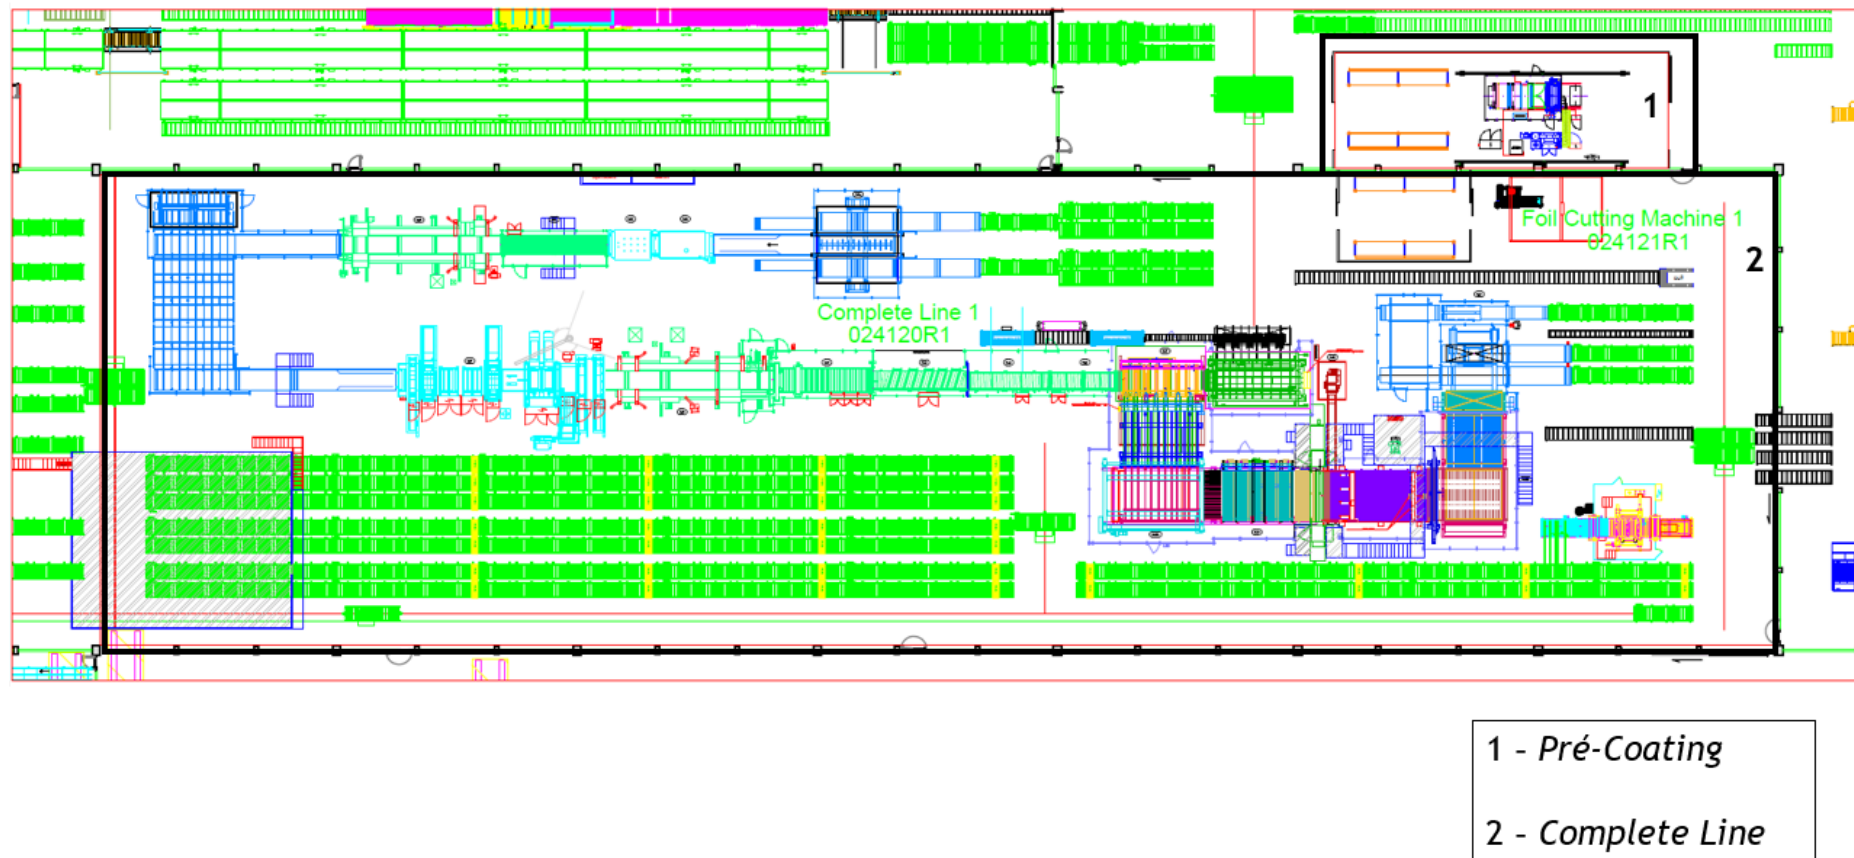 1
Foil Cutting Machine 1
024121R1
2
Complete Line 1
024120R1
1 - Pré-Coating
2 - Complete Line